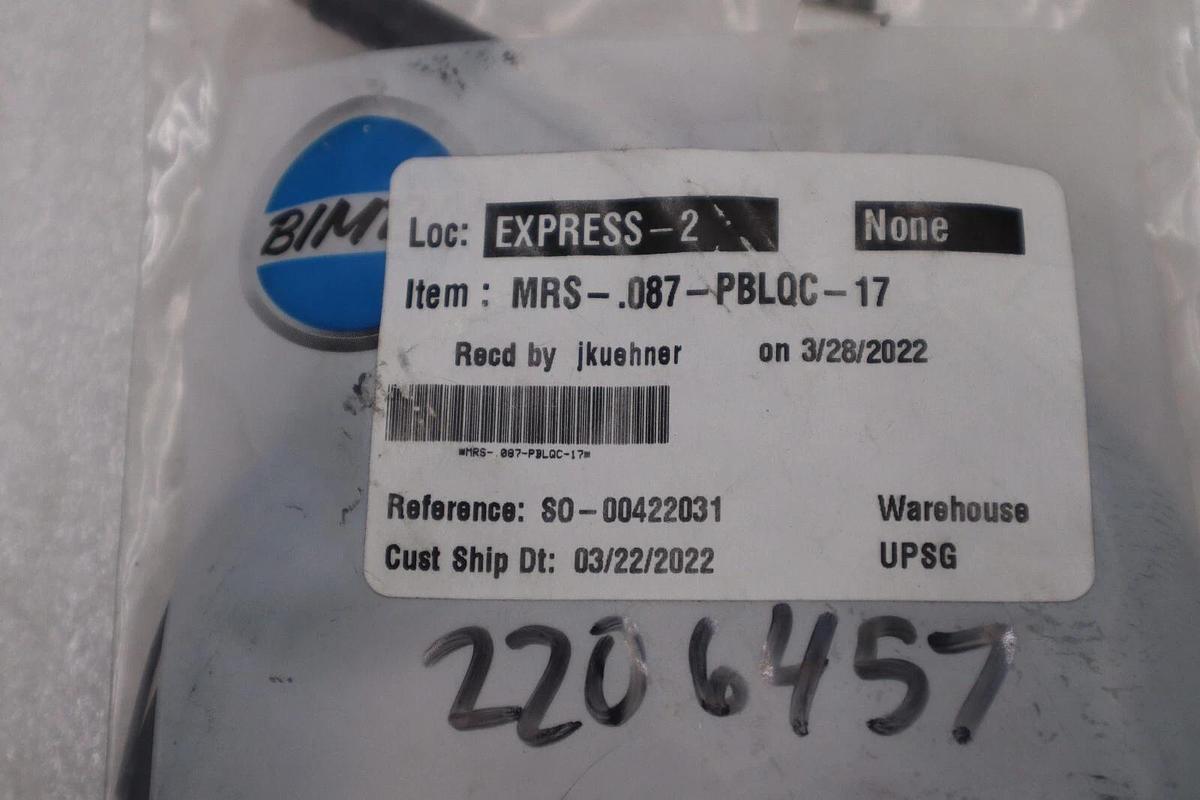 Loc: EXPRESS-2 None
Item: MRS-.087-PBLQC-17
Recd by jkuehner on 3/28/2022
*MRS-.087-PBLQC-17*
Reference: SO-00422031 Warehouse
Cust Ship Dt: 03/22/2022 UPSG
2206457